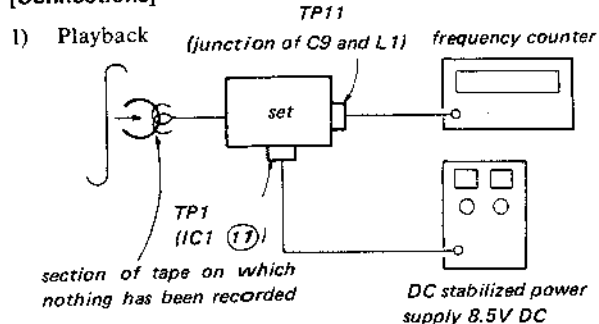 [Connections]
1) Playback
TP11
(junction of C9 and L1)
frequency counter
set
TP1
(IC1 ⑪)
section of tape on which
nothing has been recorded
DC stabilized power
supply 8.5V DC